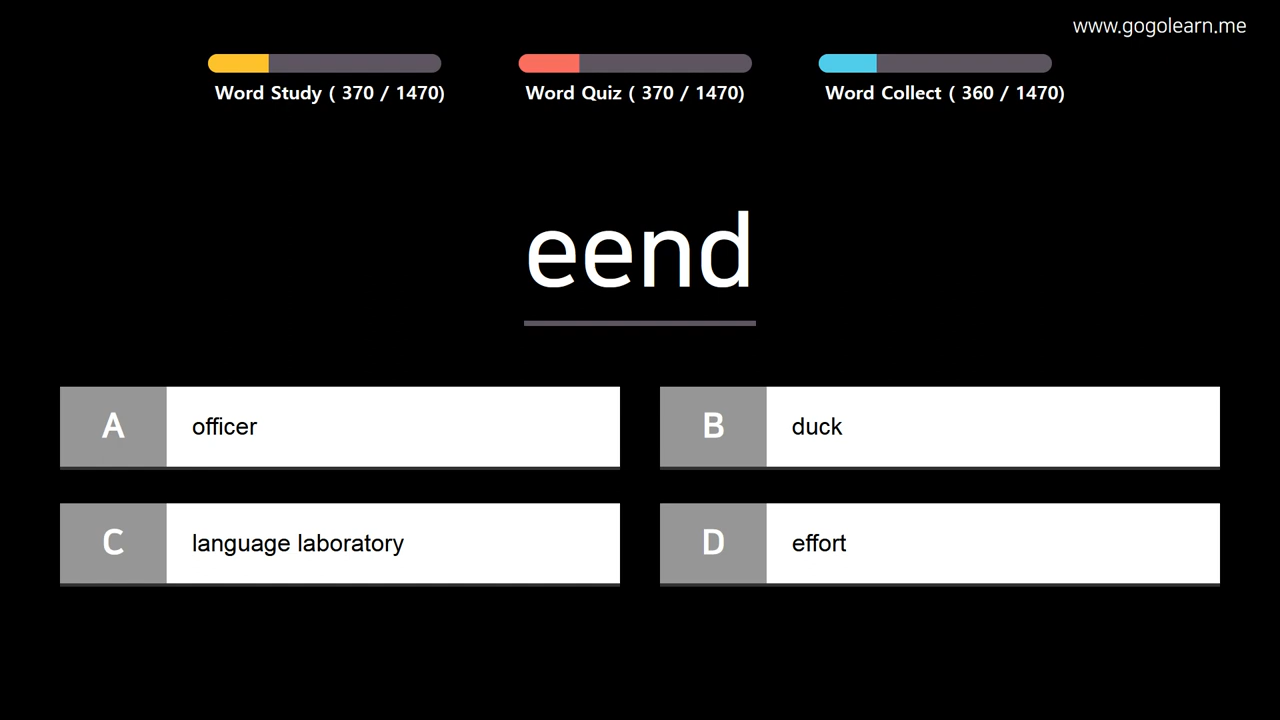 www.gogolearn.me
Word Study ( 370 / 1470)
Word Quiz ( 370 / 1470)
Word Collect ( 360 / 1470)
eend
A officer
B duck
C language laboratory
D effort